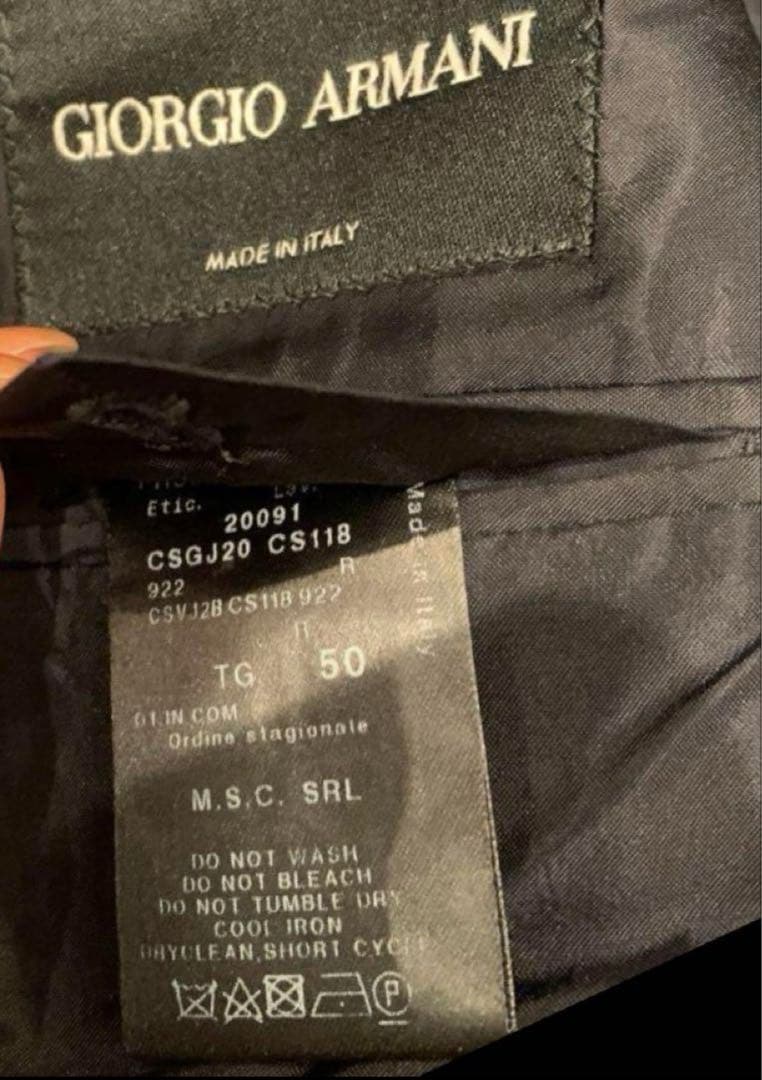 GIORGIO ARMANI
MADE IN ITALY
Etic.
20091
CSGJ20 CS118
R
922
CSVJ2B CS118 922
TG 50
01.IN COM
Ordine stagionale
M.S.C. SRL
DO NOT WASH
DO NOT BLEACH
DO NOT TUMBLE DRY
COOL IRON
DRYCLEAN,SHORT CYCLE
P
Made in Italy